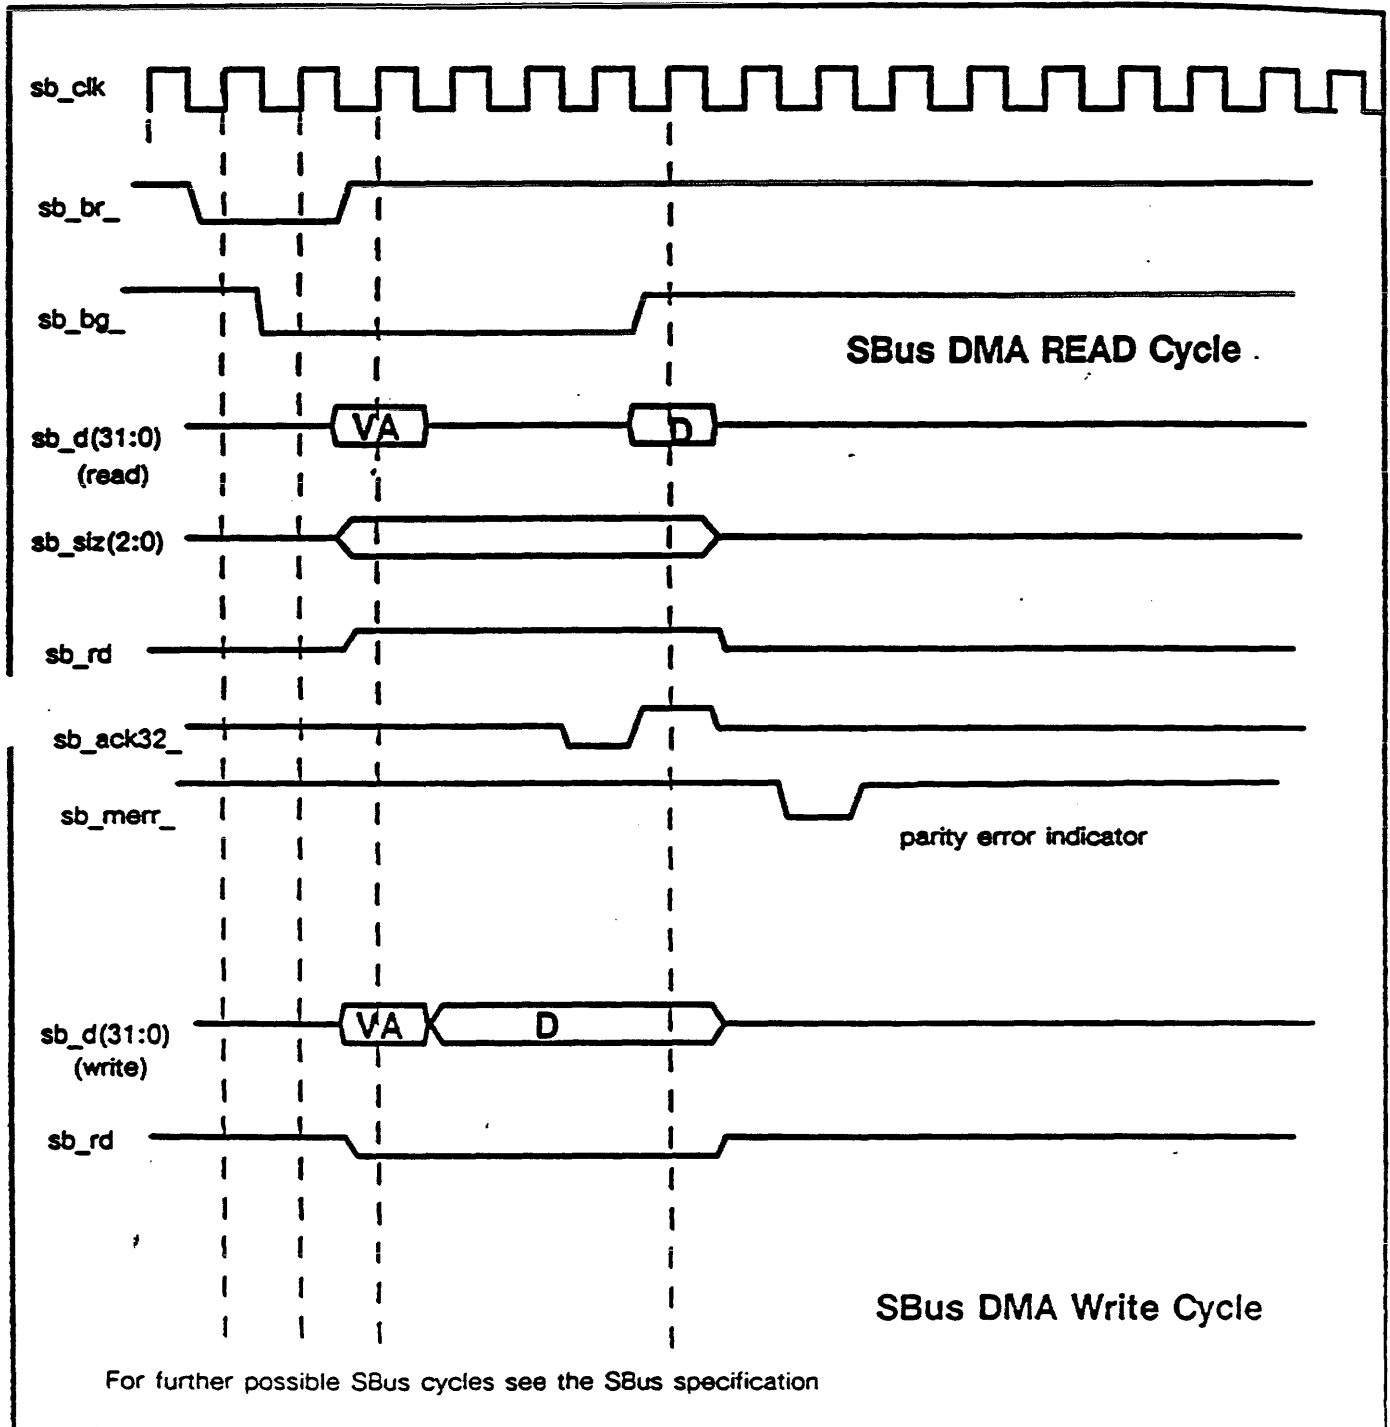 sb_clk
sb_br_
sb_bg_
SBus DMA READ Cycle
sb_d(31:0)
(read)
VA
D
sb_siz(2:0)
sb_rd
sb_ack32_
sb_merr_
parity error indicator
sb_d(31:0)
(write)
VA
D
sb_rd
SBus DMA Write Cycle
For further possible SBus cycles see the SBus specification